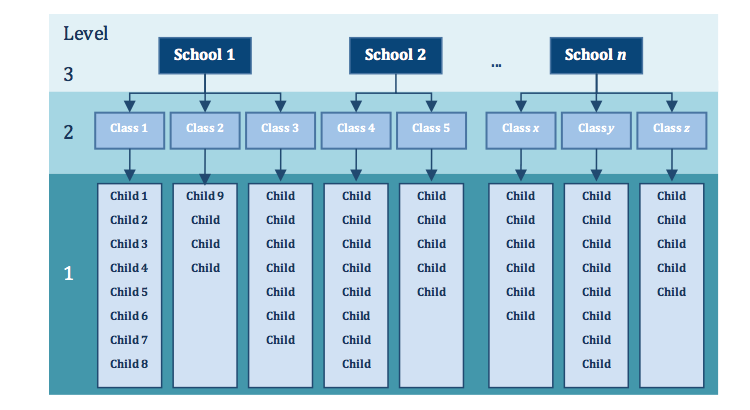 Level
School 1 School 2 ... School n
3
2 Class 1 Class 2 Class 3 Class 4 Class 5 Class x Class y Class z
Child 1 Child 9 Child Child Child Child Child Child
Child 2 Child Child Child Child Child Child Child
Child 3 Child Child Child Child Child Child Child
1 Child 4 Child Child Child Child Child Child Child
Child 5 Child Child Child Child Child Child
Child 6 Child Child Child Child
Child 7 Child Child Child
Child 8 Child Child